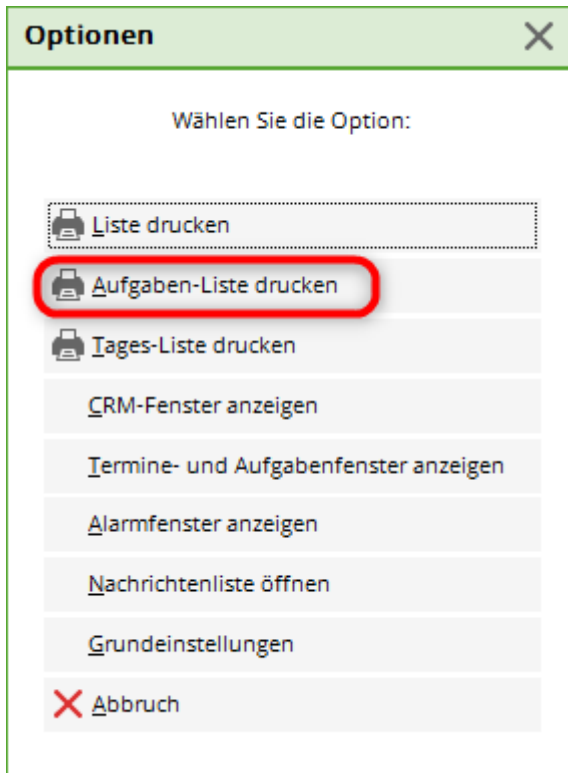 Optionen
Wählen Sie die Option:
Liste drucken
Aufgaben-Liste drucken
Tages-Liste drucken
CRM-Fenster anzeigen
Termine- und Aufgabenfenster anzeigen
Alarmfenster anzeigen
Nachrichtenliste öffnen
Grundeinstellungen
Abbruch